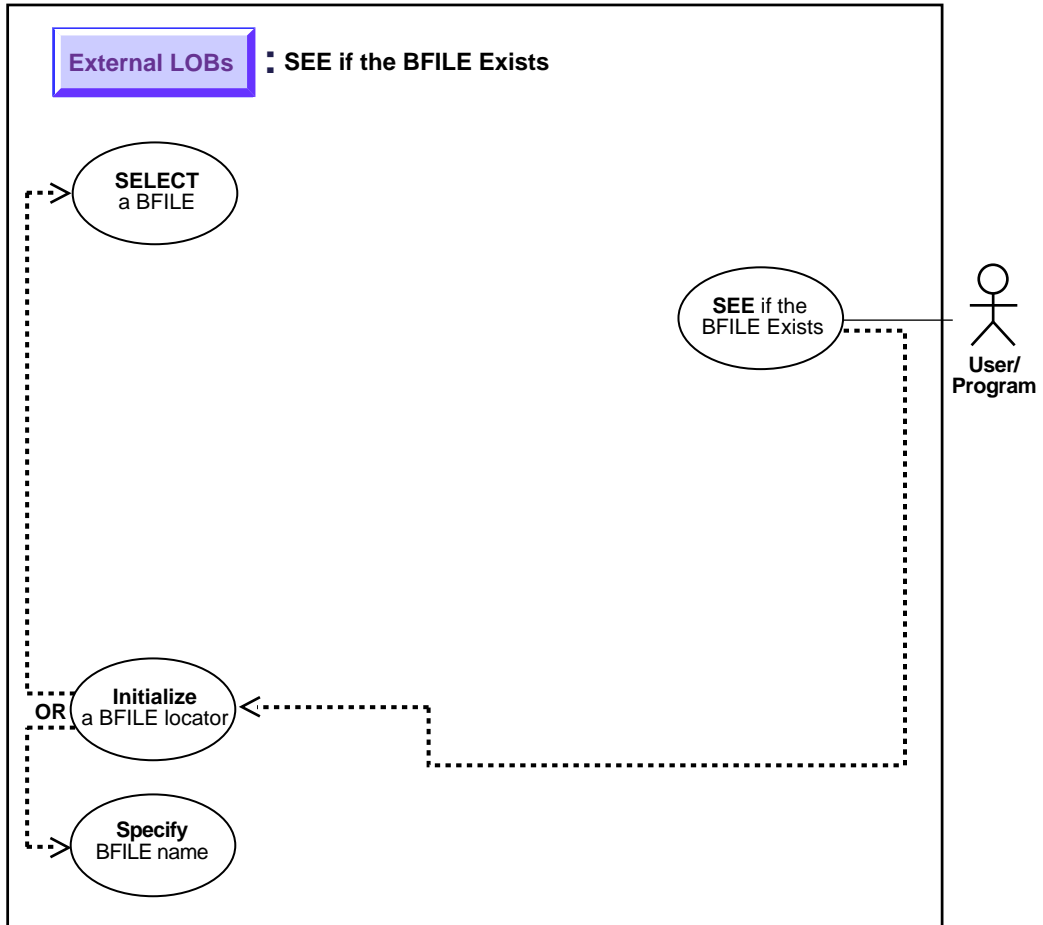 External LOBs : SEE if the BFILE Exists
SELECT
a BFILE
SEE if the
BFILE Exists
User/
Program
Initialize
OR a BFILE locator
Specify
BFILE name